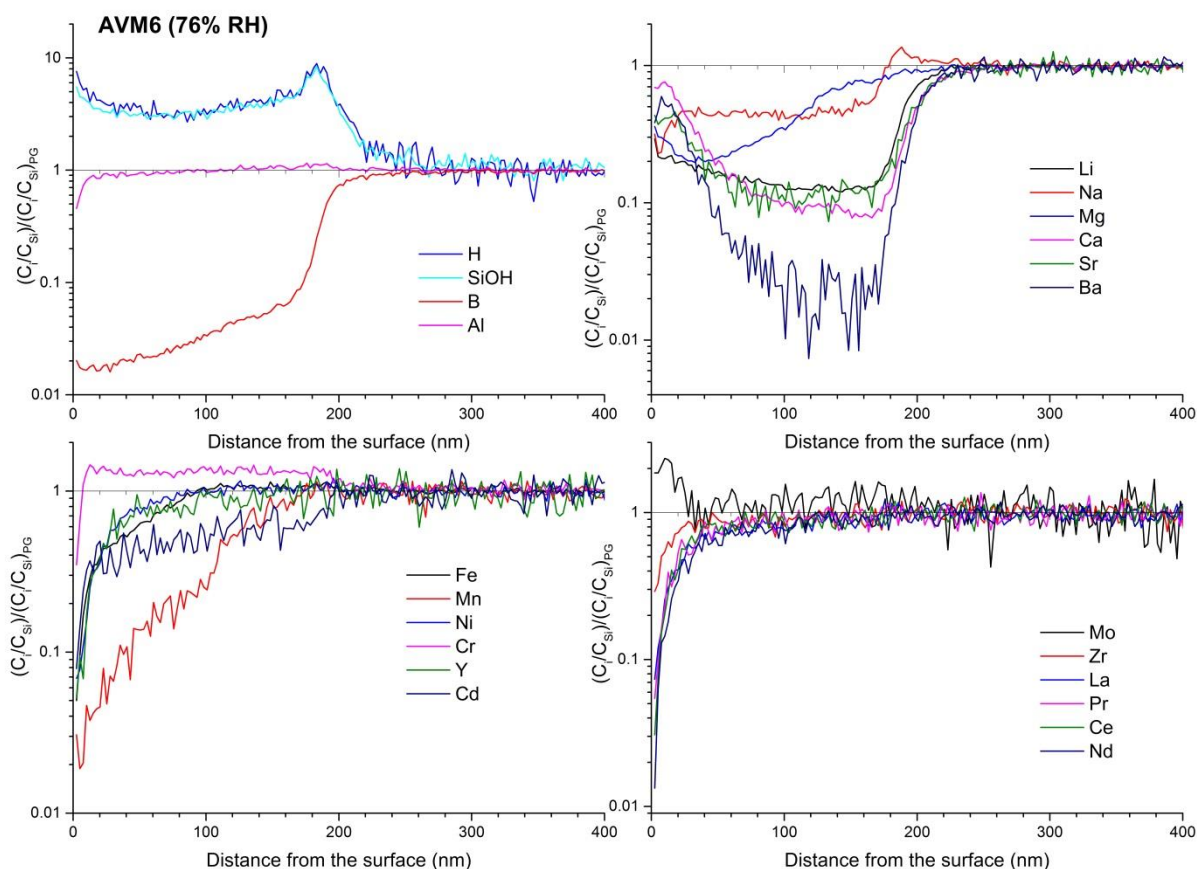 AVM6 (76% RH)
(Ci/CSi)/(Ci/CSi)PG
10
1
0.1
0.01
H
SiOH
B
Al
0
100
200
300
400
Distance from the surface (nm)
(Ci/CSi)/(Ci/CSi)PG
1
0.1
0.01
Li
Na
Mg
Ca
Sr
Ba
0
100
200
300
400
Distance from the surface (nm)
(Ci/CSi)/(Ci/CSi)PG
1
0.1
0.01
Fe
Mn
Ni
Cr
Y
Cd
0
100
200
300
400
Distance from the surface (nm)
(Ci/CSi)/(Ci/CSi)PG
1
0.1
0.01
Mo
Zr
La
Pr
Ce
Nd
0
100
200
300
400
Distance from the surface (nm)